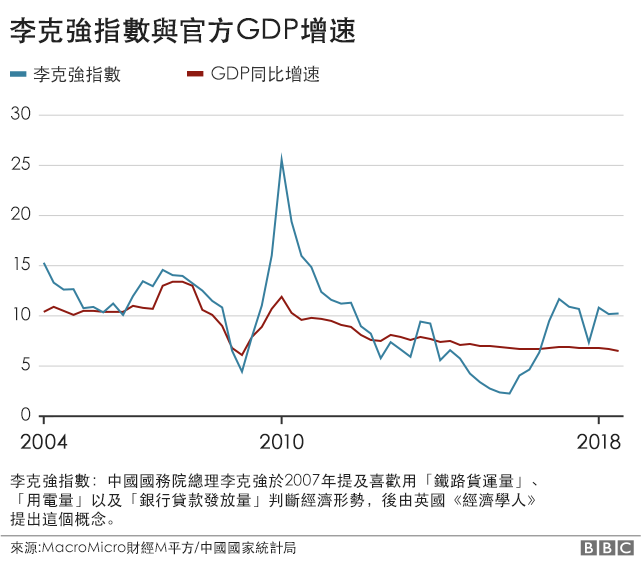 李克強指數與官方GDP增速
李克強指數 GDP同比增速
30
25
20
15
10
5
0
2004 2010 2018
李克強指數：中國國務院總理李克強於2007年提及喜歡用「鐵路貨運量」、
「用電量」以及「銀行貸款發放量」判斷經濟形勢，後由英國《經濟學人》
提出這個概念。
來源:MacroMicro財經M平方/中國國家統計局 BBC